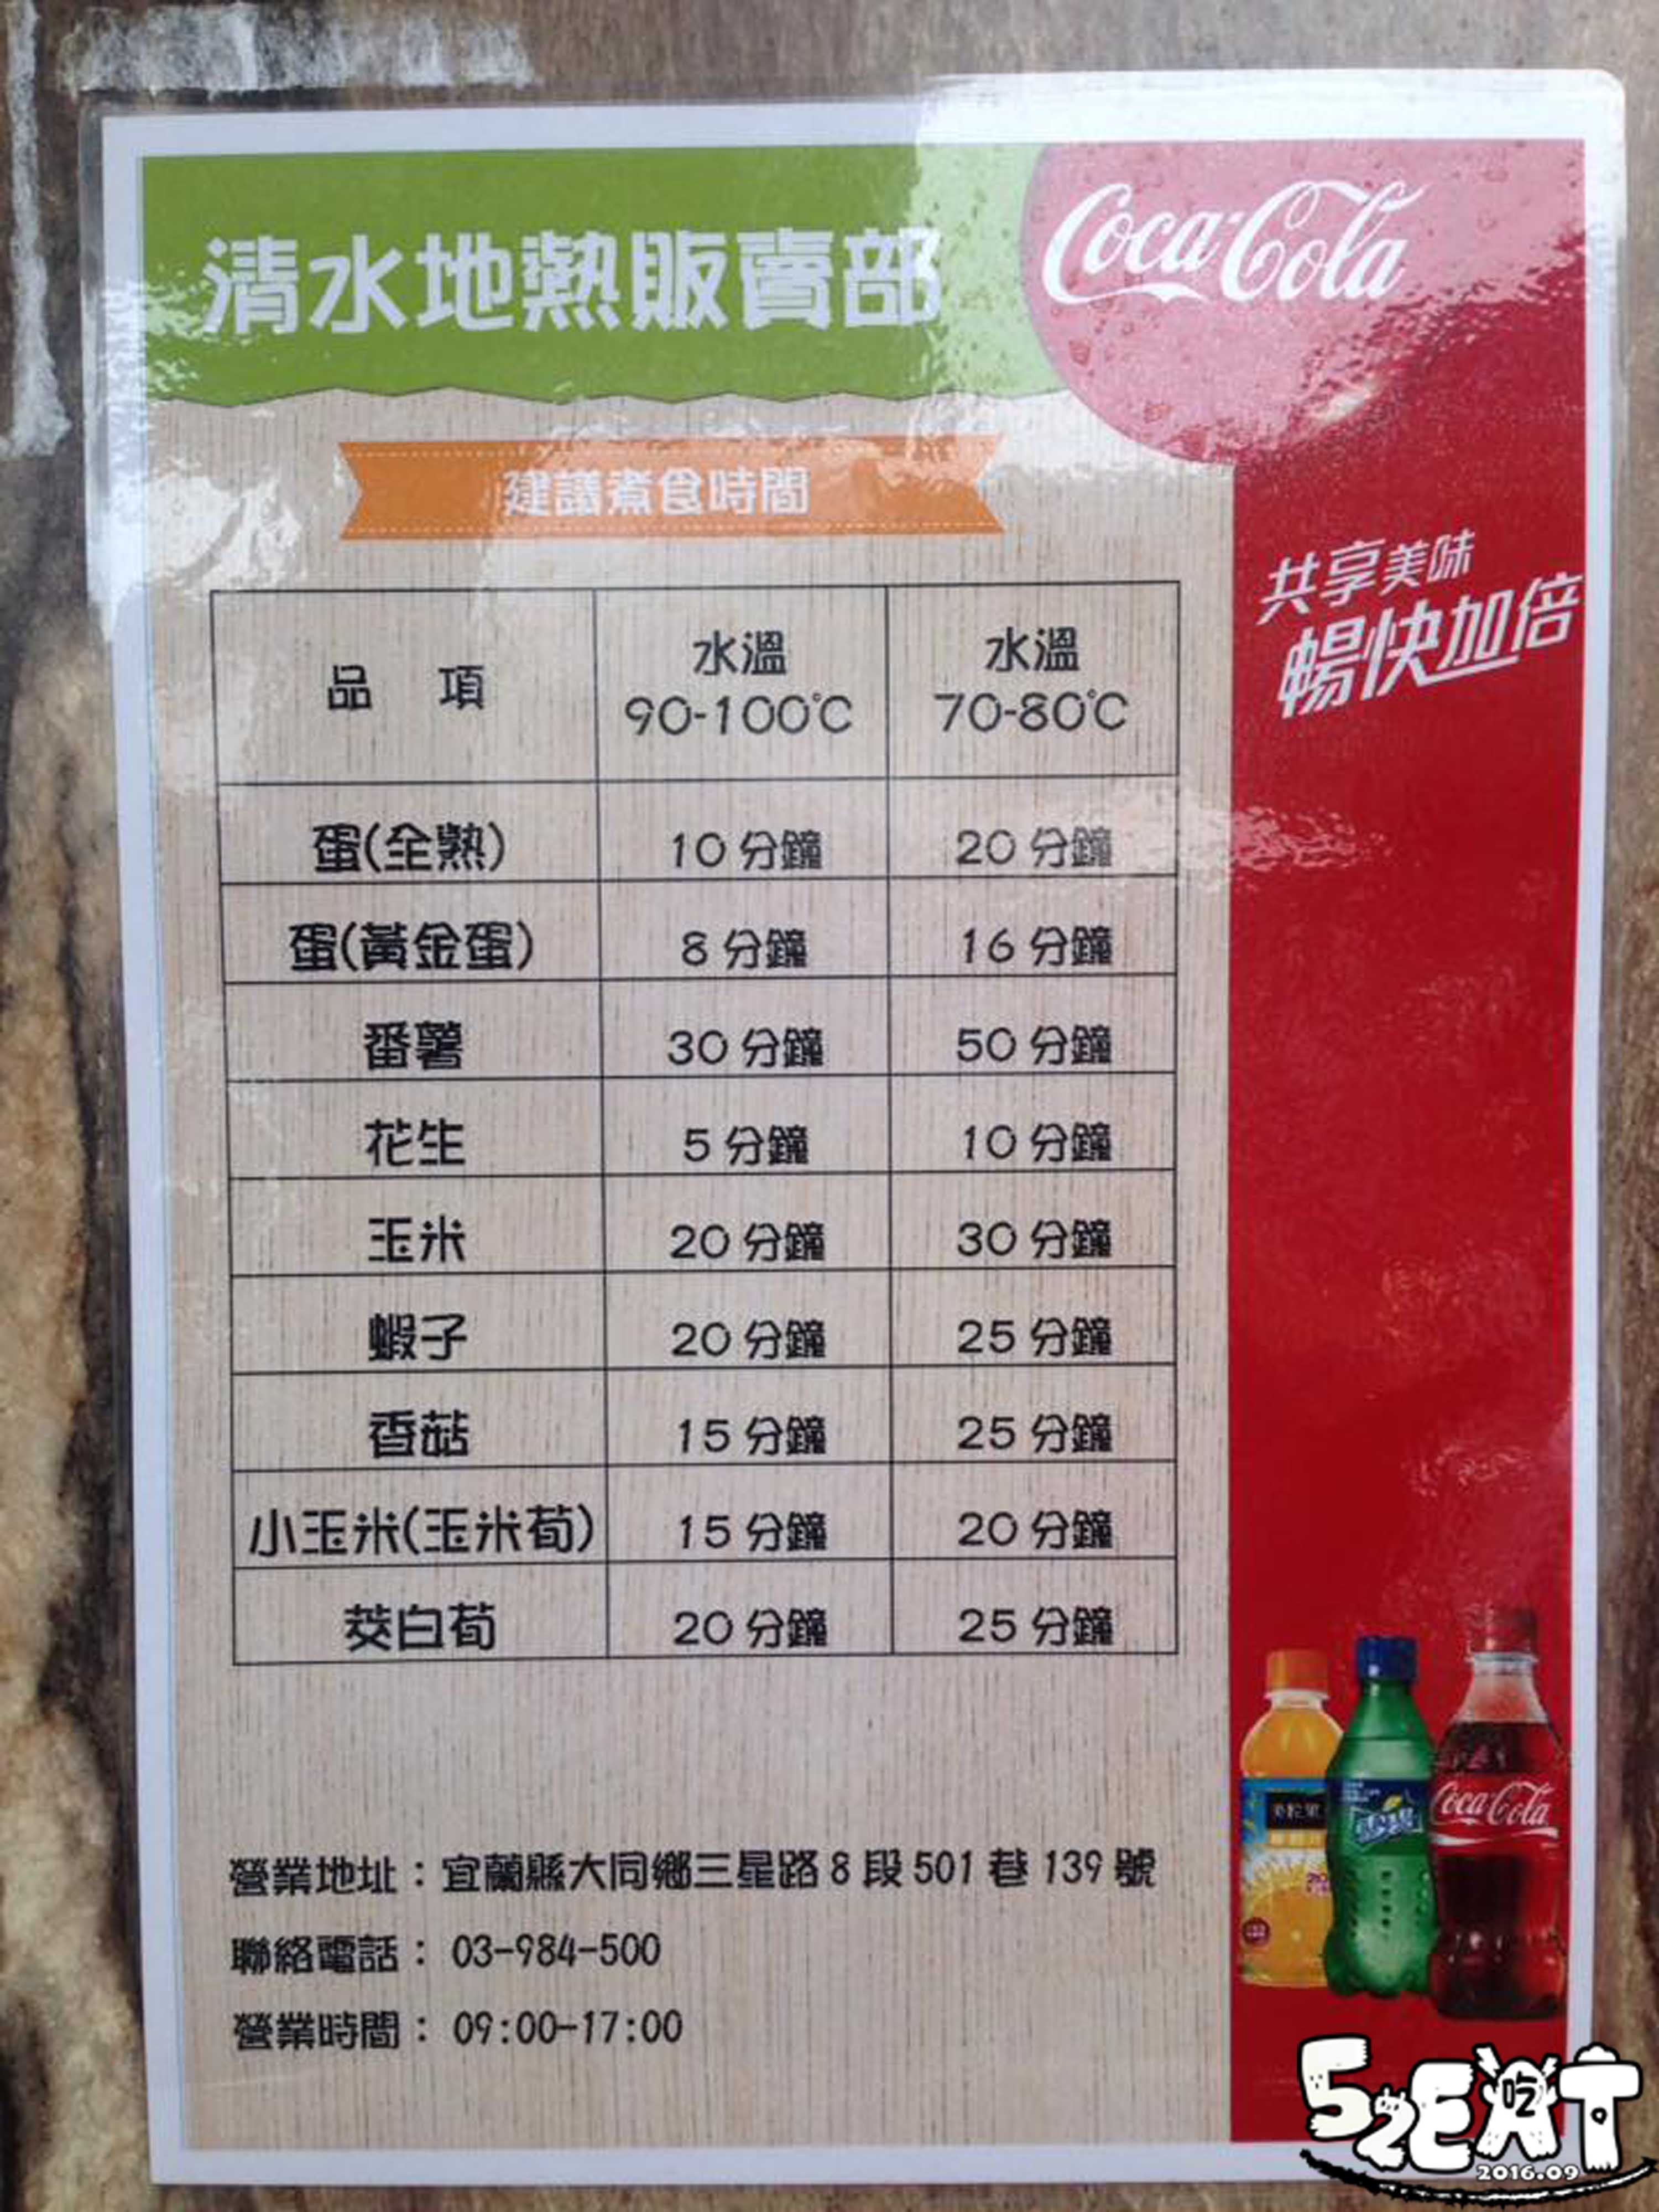 清水地熱販賣部
Coca-Cola
建議煮食時間
共享美味
暢快加倍
品 項 水溫 90-100℃ 水溫 70-80℃
蛋(全熟) 10 分鐘 20 分鐘
蛋(黃金蛋) 8 分鐘 16 分鐘
番薯 30 分鐘 50 分鐘
花生 5 分鐘 10 分鐘
玉米 20 分鐘 30 分鐘
蝦子 20 分鐘 25 分鐘
香菇 15 分鐘 25 分鐘
小玉米(玉米荀) 15 分鐘 20 分鐘
茭白荀 20 分鐘 25 分鐘
Coca-Cola
營業地址：宜蘭縣大同鄉三星路 8 段 501 巷 139 號
聯絡電話： 03-984-500
營業時間： 09:00-17:00
52EAT
吃
2016.09